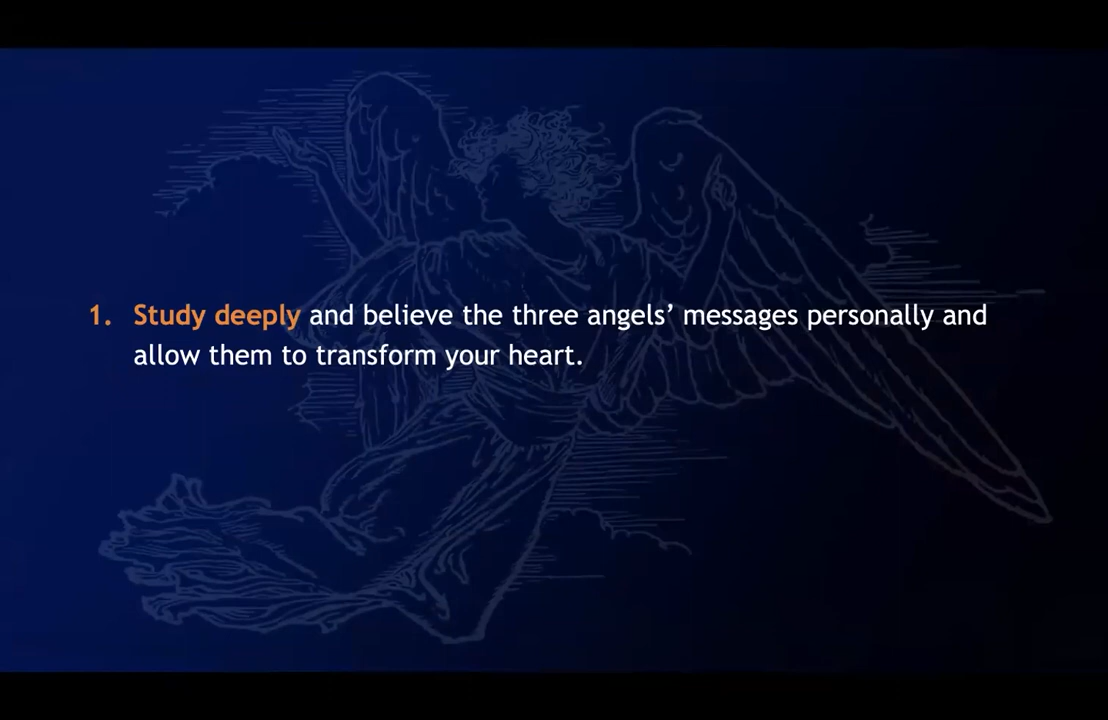 1. Study deeply and believe the three angels’ messages personally and
allow them to transform your heart.